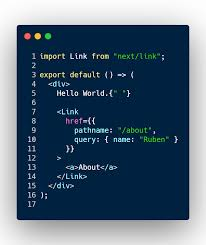 1 import Link from "next/link";
2
3 export default () => (
4 <div>
5 Hello World.{" "}
6
7 <Link
8 href={{
9 pathname: "/about",
10 query: { name: "Ruben" }
11 }}
12 >
13 <a>About</a>
14 </Link>
15 </div>
16 );
17